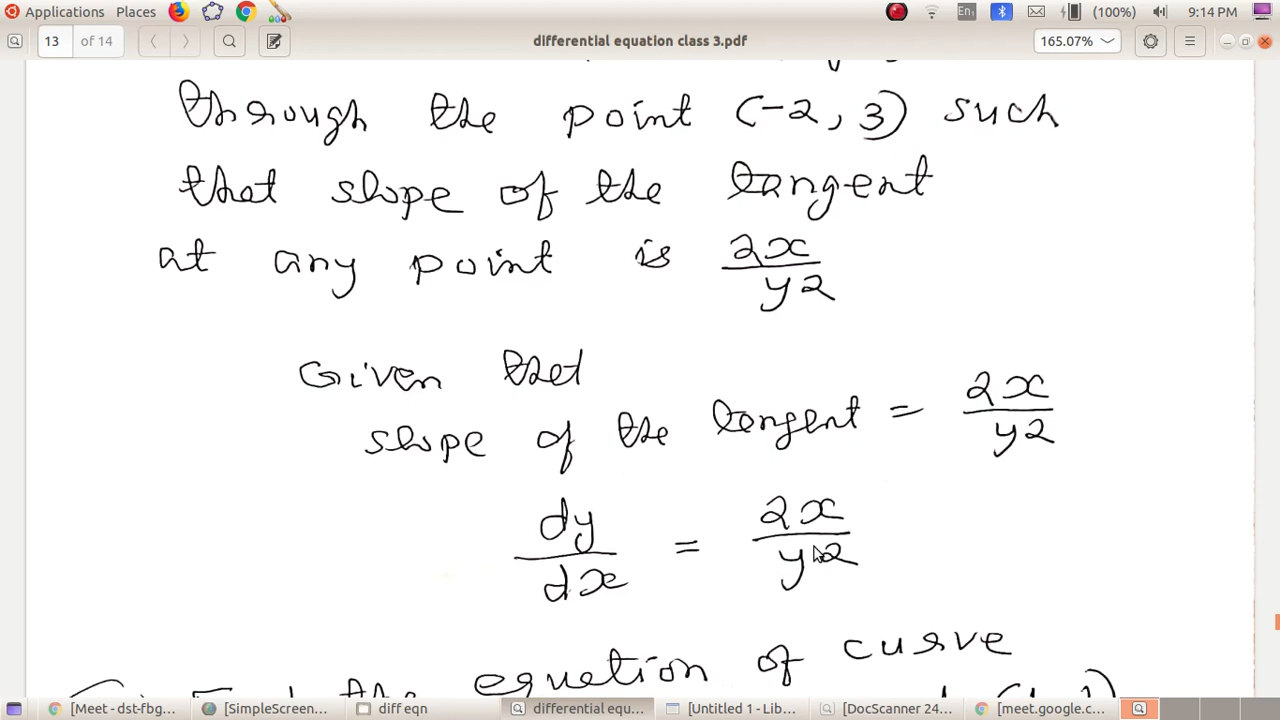 Applications Places En₁ (100%) 9:14 PM
13 of 14 differential equation class 3.pdf 165.07%
through the point (-2, 3) such
that slope of the tangent
at any point is 2x/y2
Given that
slope of the tangent = 2x/y2
dy/dx = 2x/y2
equation of curve
the
[Meet - dst-fbg... [SimpleScreen... diff eqn differential equ... [Untitled 1 - Lib... [DocScanner 24... [meet.google.c...